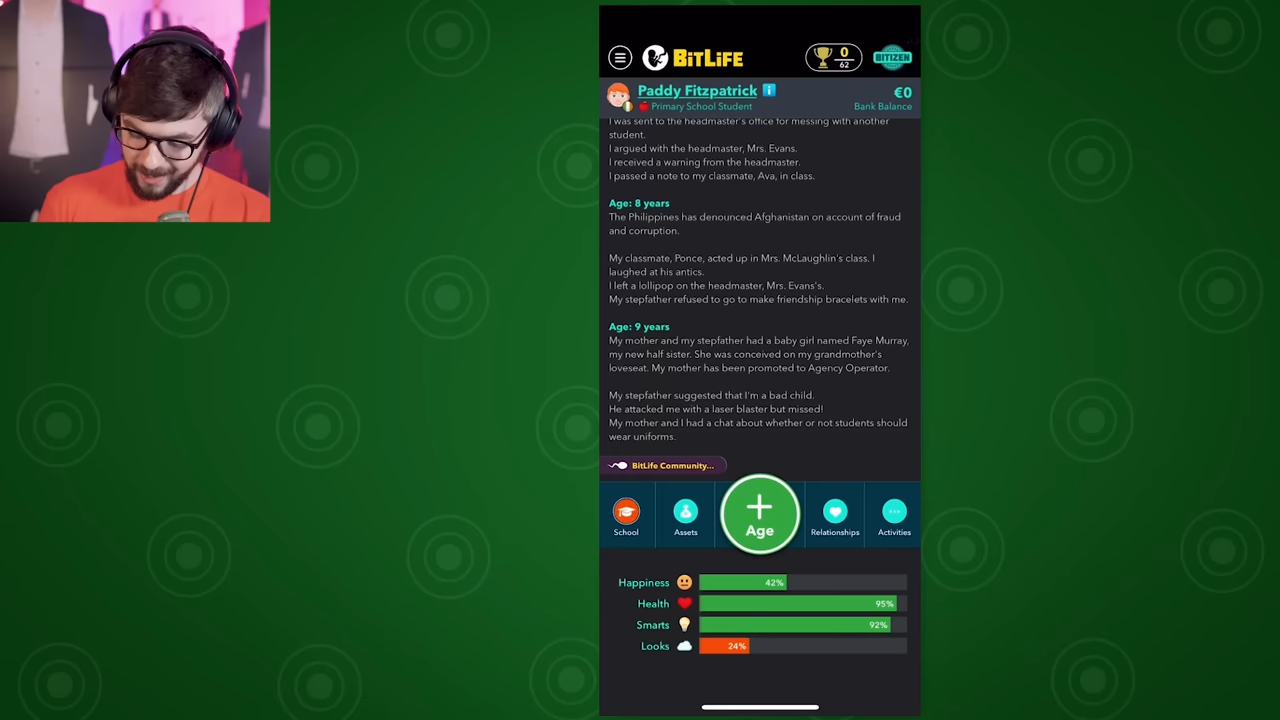 BITLIFE
0
62
BITIZEN
Paddy Fitzpatrick
€0
Primary School Student
Bank Balance
I was sent to the headmaster's office for messing with another
student.
I argued with the headmaster, Mrs. Evans.
I received a warning from the headmaster.
I passed a note to my classmate, Ava, in class.
Age: 8 years
The Philippines has denounced Afghanistan on account of fraud
and corruption.
My classmate, Ponce, acted up in Mrs. McLaughlin's class. I
laughed at his antics.
I left a lollipop on the headmaster, Mrs. Evans's.
My stepfather refused to go to make friendship bracelets with me.
Age: 9 years
My mother and my stepfather had a baby girl named Faye Murray,
my new half sister. She was conceived on my grandmother's
loveseat. My mother has been promoted to Agency Operator.
My stepfather suggested that I'm a bad child.
He attacked me with a laser blaster but missed!
My mother and I had a chat about whether or not students should
wear uniforms.
BitLife Community...
School
Assets
Age
Relationships
Activities
Happiness 42%
Health 95%
Smarts 92%
Looks 24%